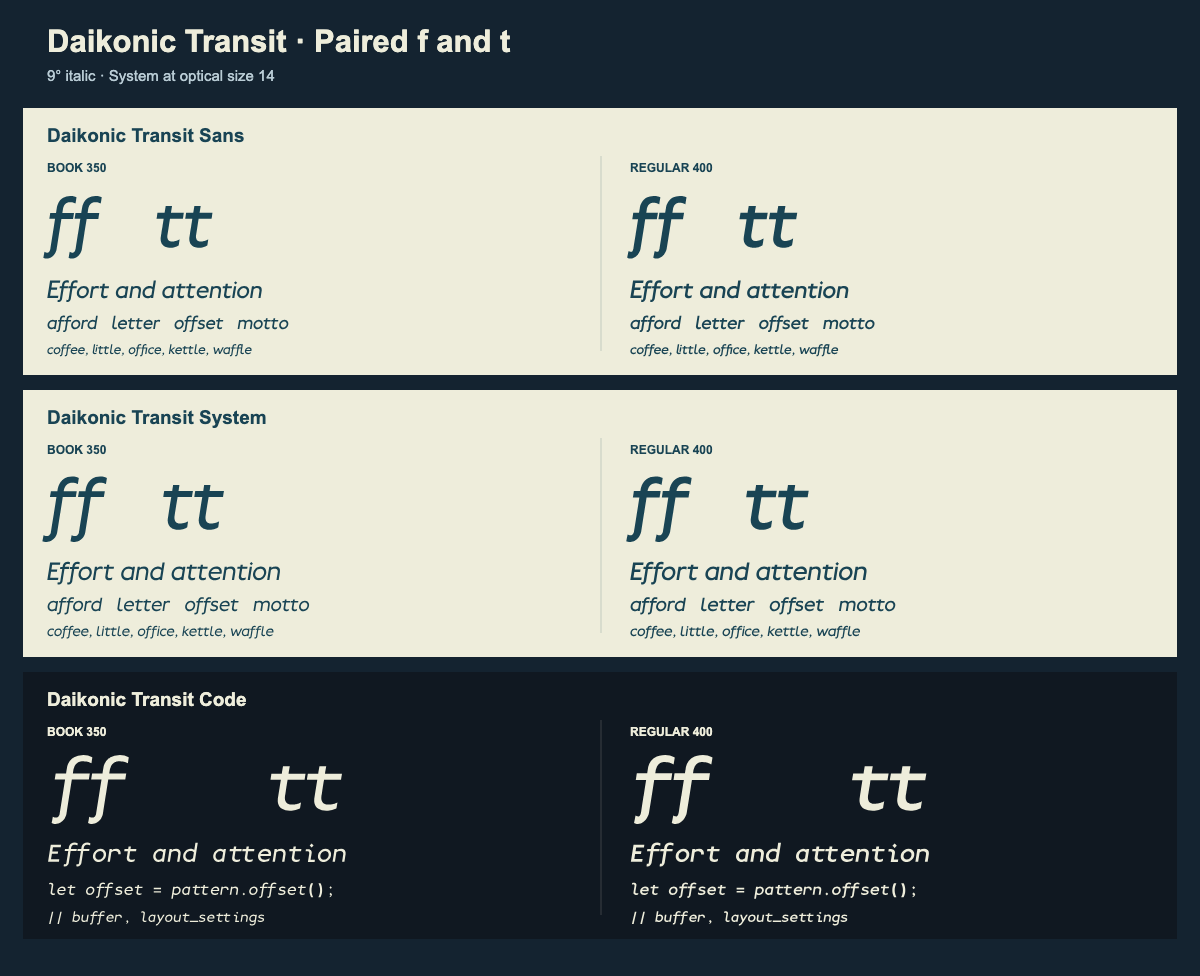 Daikonic Transit · Paired f and t
9° italic · System at optical size 14
Daikonic Transit Sans
BOOK 350
ff tt
Effort and attention
afford letter offset motto
coffee, little, office, kettle, waffle
REGULAR 400
ff tt
Effort and attention
afford letter offset motto
coffee, little, office, kettle, waffle
Daikonic Transit System
BOOK 350
ff tt
Effort and attention
afford letter offset motto
coffee, little, office, kettle, waffle
REGULAR 400
ff tt
Effort and attention
afford letter offset motto
coffee, little, office, kettle, waffle
Daikonic Transit Code
BOOK 350
ff tt
Effort and attention
let offset = pattern.offset();
// buffer, layout_settings
REGULAR 400
ff tt
Effort and attention
let offset = pattern.offset();
// buffer, layout_settings